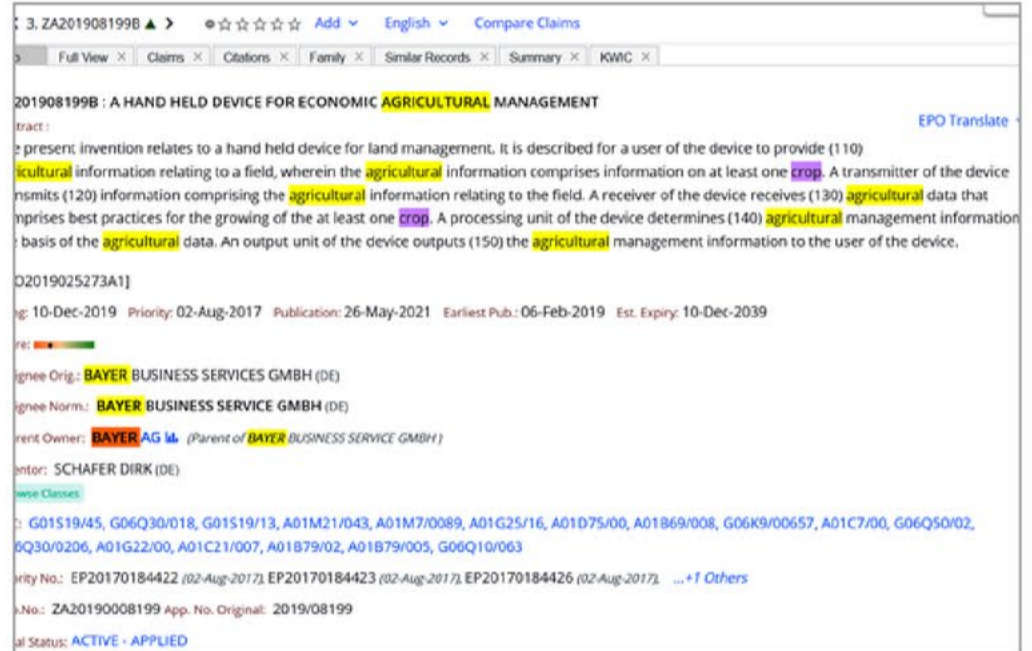 3. ZA201908199B ▲ > Add English Compare Claims
Full View × Claims × Citations × Family × Similar Records × Summary × KWIC ×
201908199B : A HAND HELD DEVICE FOR ECONOMIC AGRICULTURAL MANAGEMENT
EPO Translate
tract :
e present invention relates to a hand held device for land management. It is described for a user of the device to provide (110)
icultural information relating to a field, wherein the agricultural information comprises information on at least one crop. A transmitter of the device
nsmits (120) information comprising the agricultural information relating to the field. A receiver of the device receives (130) agricultural data that
mprises best practices for the growing of the at least one crop. A processing unit of the device determines (140) agricultural management information
basis of the agricultural data. An output unit of the device outputs (150) the agricultural management information to the user of the device.
O2019025273A1]
g: 10-Dec-2019 Priority: 02-Aug-2017 Publication: 26-May-2021 Earliest Pub.: 06-Feb-2019 Est. Expiry: 10-Dec-2039
re:
ignee Orig.: BAYER BUSINESS SERVICES GMBH (DE)
ignee Norm.: BAYER BUSINESS SERVICE GMBH (DE)
rent Owner: BAYER AG (Parent of BAYER BUSINESS SERVICE GMBH )
entor: SCHAFER DIRK (DE)
wse Classes
: G01S19/45, G06Q30/018, G01S19/13, A01M21/043, A01M7/0089, A01G25/16, A01D75/00, A01B69/008, G06K9/00657, A01C7/00, G06Q50/02,
6Q30/0206, A01G22/00, A01C21/007, A01B79/02, A01B79/005, G06Q10/063
rity No.: EP20170184422 (02-Aug-2017), EP20170184423 (02-Aug-2017), EP20170184426 (02-Aug-2017), ...+1 Others
.No.: ZA20190008199 App. No. Original: 2019/08199
al Status: ACTIVE - APPLIED